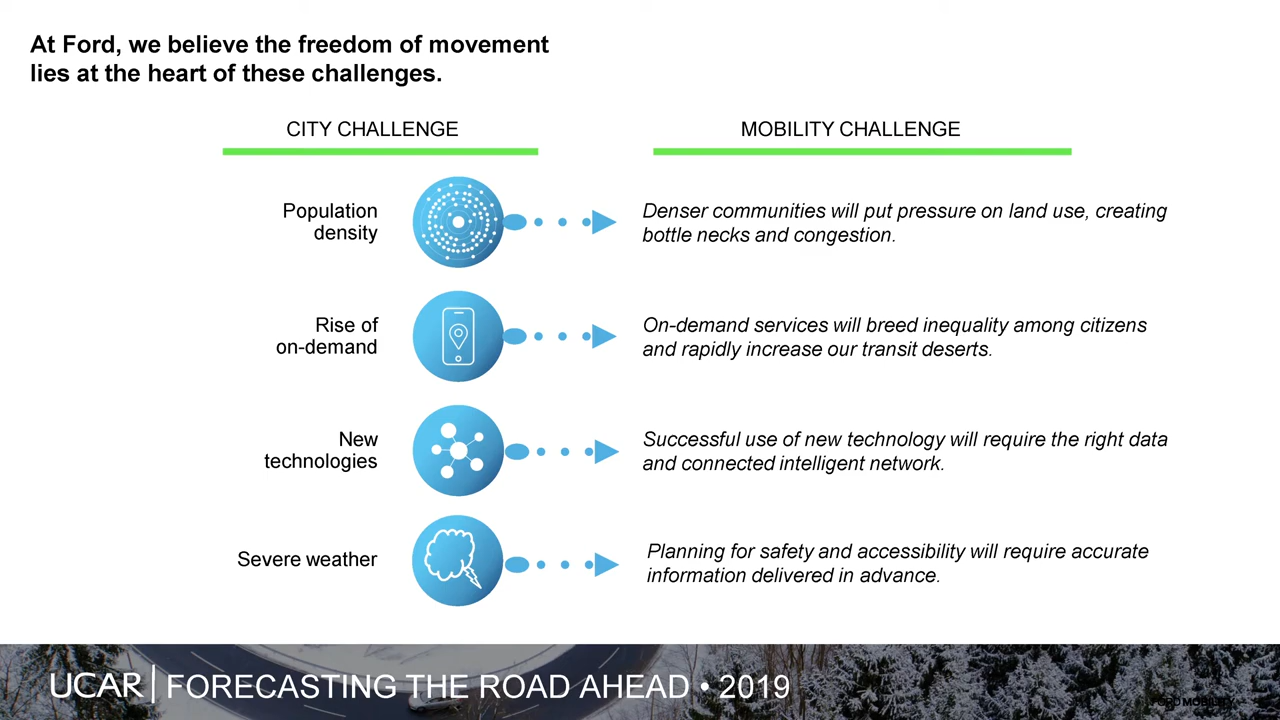 At Ford, we believe the freedom of movement
lies at the heart of these challenges.
CITY CHALLENGE
MOBILITY CHALLENGE
Population
density
Denser communities will put pressure on land use, creating
bottle necks and congestion.
Rise of
on-demand
On-demand services will breed inequality among citizens
and rapidly increase our transit deserts.
New
technologies
Successful use of new technology will require the right data
and connected intelligent network.
Severe weather
Planning for safety and accessibility will require accurate
information delivered in advance.
UCAR | FORECASTING THE ROAD AHEAD • 2019
FORD MOBILITY